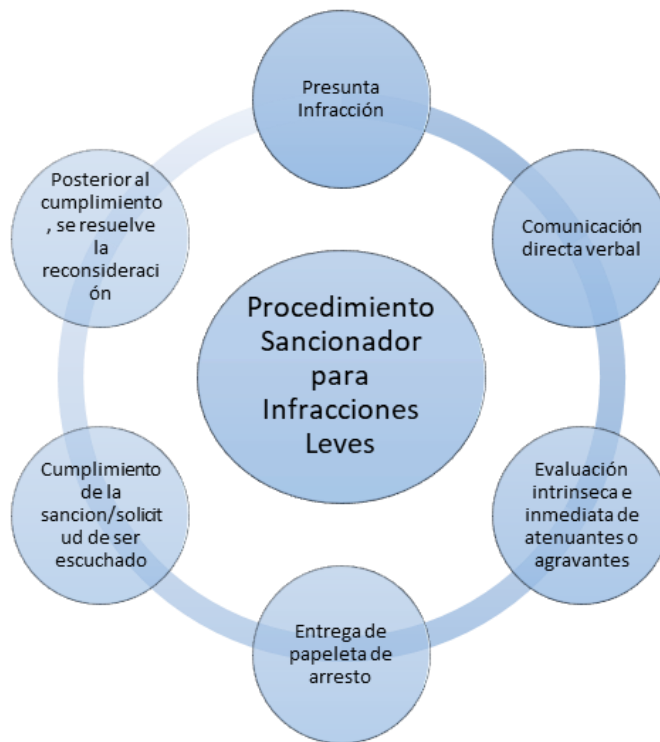 Presunta
Infracción
Comunicación
directa verbal
Evaluación
intrinseca e
inmediata de
atenuantes o
agravantes
Entrega de
papeleta de
arresto
Cumplimiento
de la
sancion/solicit
ud de ser
escuchado
Posterior al
cumplimiento
, se resuelve
la
reconsideraci
ón
Procedimiento
Sancionador
para
Infracciones
Leves